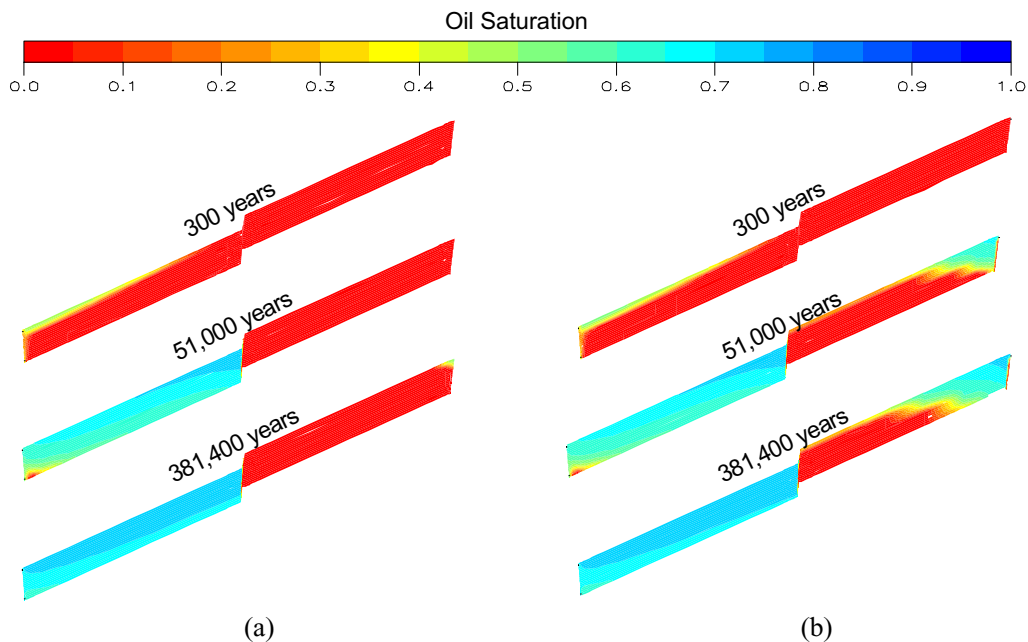 Oil Saturation
0.0 0.1 0.2 0.3 0.4 0.5 0.6 0.7 0.8 0.9 1.0
300 years
51,000 years
381,400 years
(a)
300 years
51,000 years
381,400 years
(b)